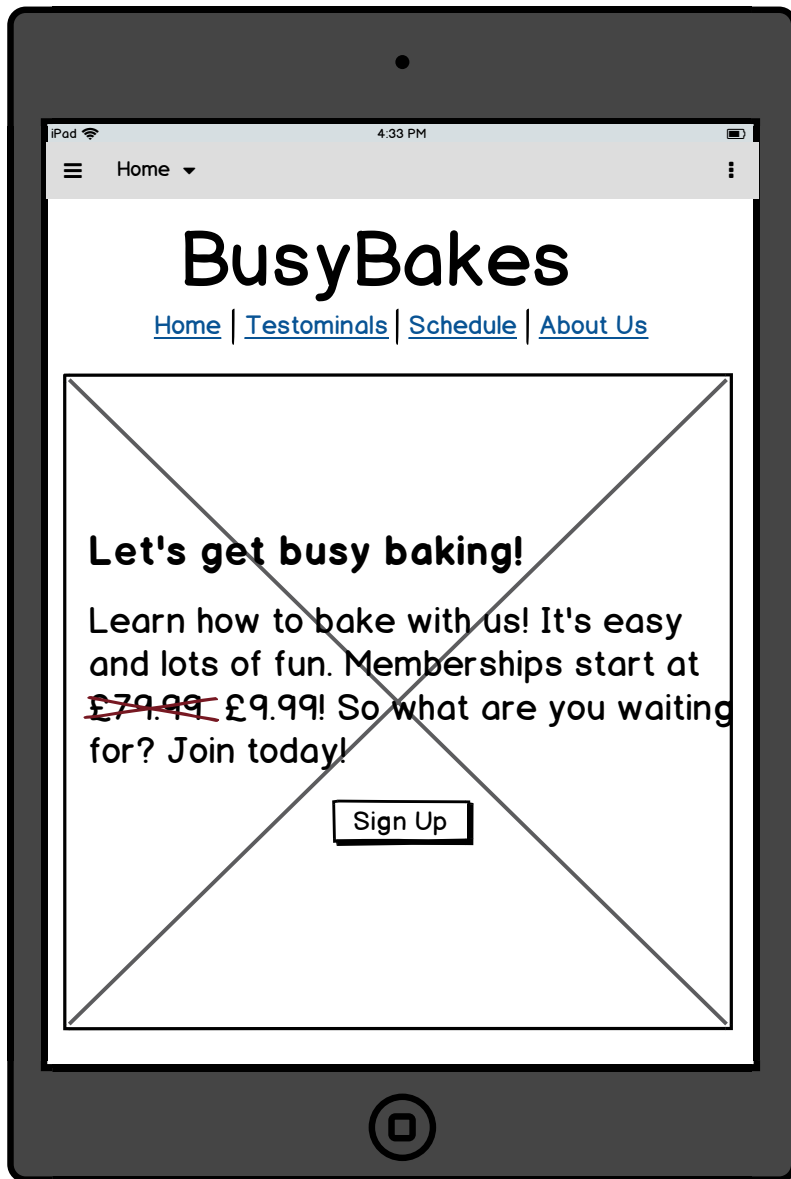 iPad
4:33 PM
Home
BusyBakes
Home | Testominals | Schedule | About Us
Let's get busy baking!
Learn how to bake with us! It's easy
and lots of fun. Memberships start at
£79.99 £9.99! So what are you waiting
for? Join today!
Sign Up